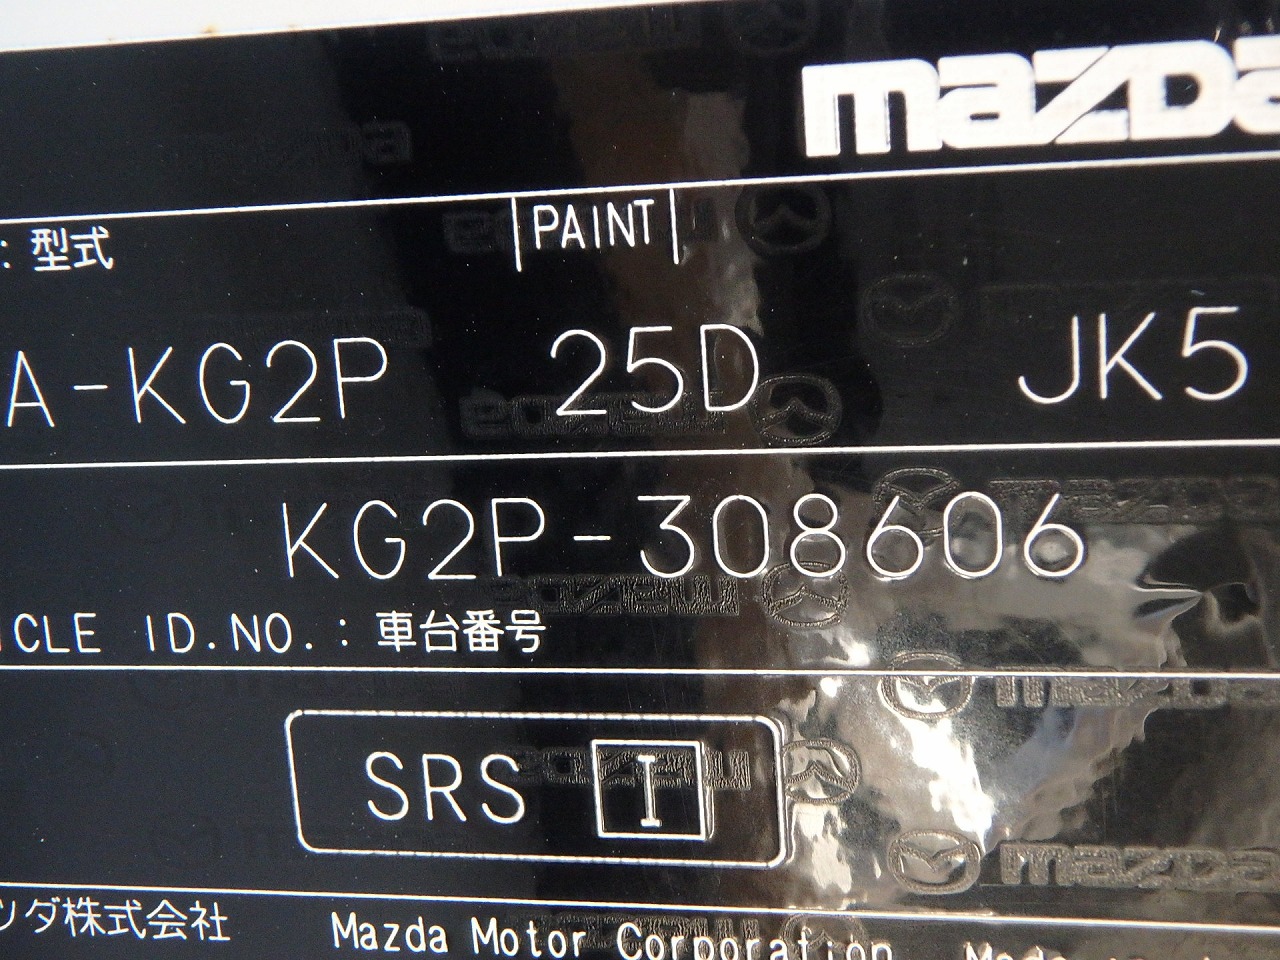 mazda
: 型式 PAINT
A-KG2P 25D JK5
KG2P-308606
ICLE ID.NO.: 車台番号
SRS I
ツダ株式会社 Mazda Motor Corporation